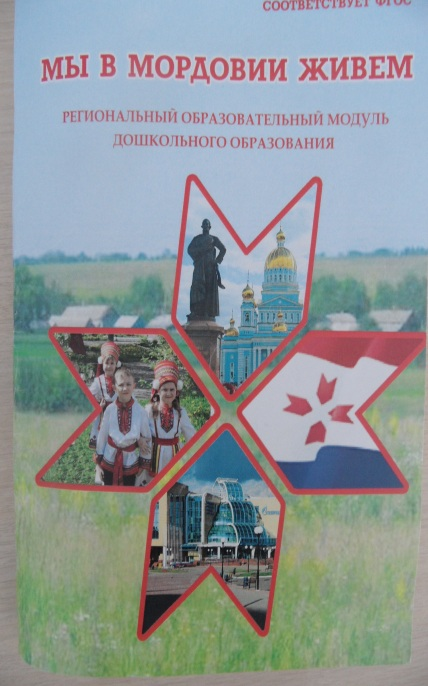 СООТВЕТСТВУЕТ ФГОС
МЫ В МОРДОВИИ ЖИВЕМ
РЕГИОНАЛЬНЫЙ ОБРАЗОВАТЕЛЬНЫЙ МОДУЛЬ
ДОШКОЛЬНОГО ОБРАЗОВАНИЯ